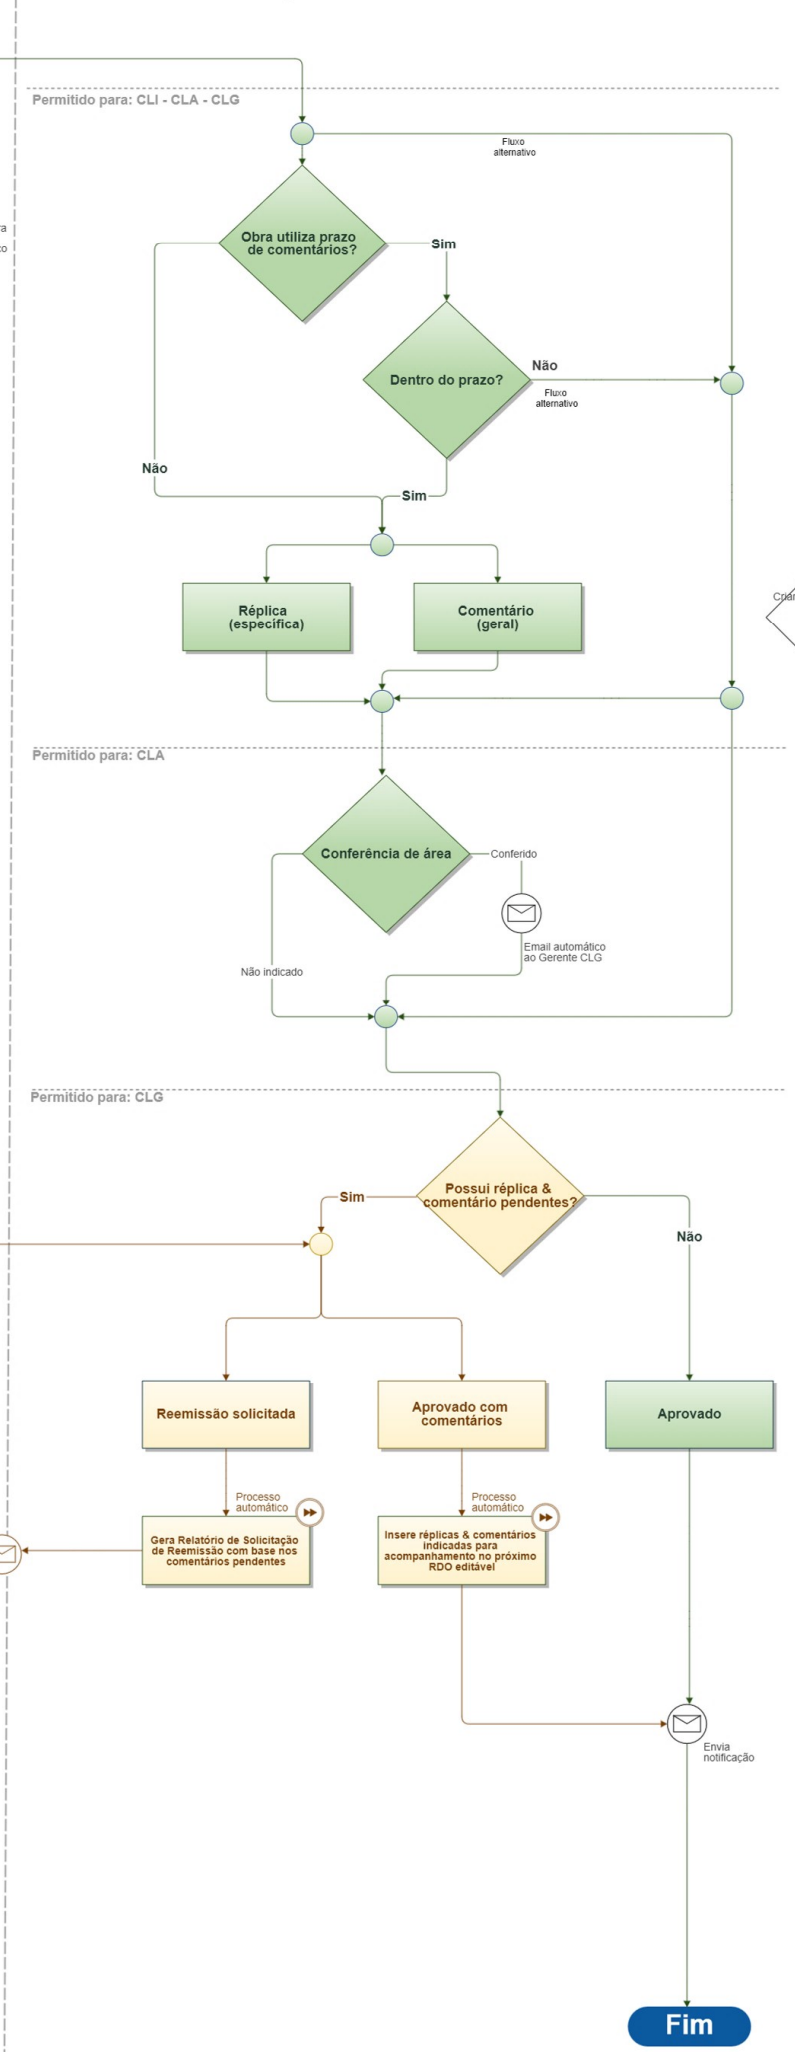 Permitido para: CLI - CLA - CLG
Fluxo
alternativo
Obra utiliza prazo
de comentários?
Sim
Dentro do prazo?
Não
Fluxo
alternativo
Não
Sim
Réplica
(específica)
Comentário
(geral)
Criar
Permitido para: CLA
Conferência de área
Conferido
Email automático
ao Gerente CLG
Não indicado
Permitido para: CLG
Possui réplica &
comentário pendentes?
Sim
Não
Reemissão solicitada
Aprovado com
comentários
Aprovado
Processo
automático
Processo
automático
Gera Relatório de Solicitação
de Reemissão com base nos
comentários pendentes
Insere réplicas & comentários
indicadas para
acompanhamento no próximo
RDO editável
Envia
notificação
Fim